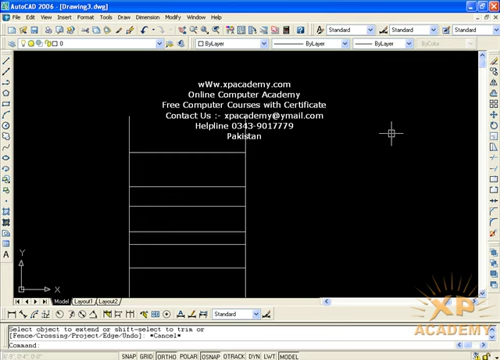 AutoCAD 2006 - [Drawing3.dwg]
File Edit View Insert Format Tools Draw Dimension Modify Window Help
Standard Standard
0 ByLayer ByLayer ByLayer ByColor
wWw.xpacademy.com
Online Computer Academy
Free Computer Courses with Certificate
Contact Us :- xpacademy@ymail.com
Helpline 0343-9017779
Pakistan
Y
X
Model Layout1 Layout2
Standard
Select object to extend or shift-select to trim or
[Fence/Crossing/Project/Edge/Undo]: *Cancel*
Command:
SNAP GRID ORTHO POLAR OSNAP OTRACK DYN LWT MODEL
XP
ACADEMY